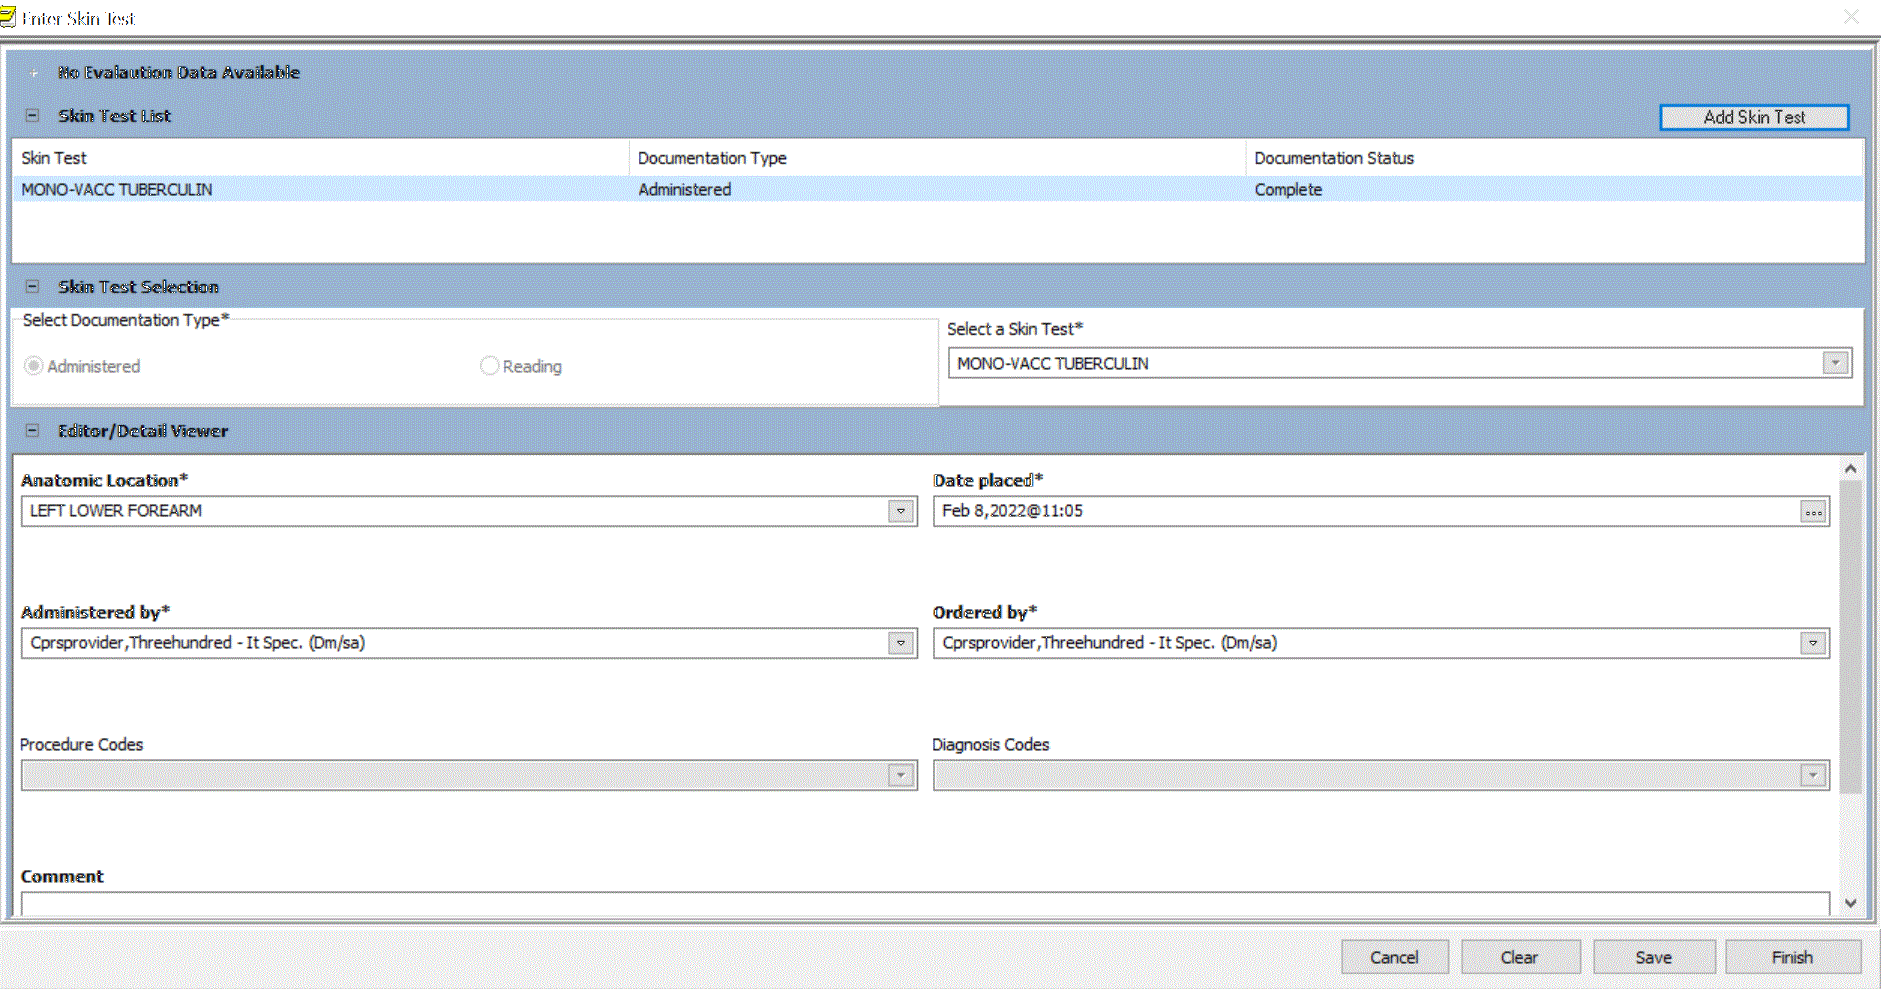 Enter Skin Test
No Evalaution Data Available
Skin Test List
Add Skin Test
Skin Test Documentation Type Documentation Status
MONO-VACC TUBERCULIN Administered Complete
Skin Test Selection
Select Documentation Type*
Select a Skin Test*
Administered Reading
MONO-VACC TUBERCULIN
Editor/Detail Viewer
Anatomic Location* Date placed*
LEFT LOWER FOREARM Feb 8,2022@11:05
Administered by* Ordered by*
Cprsprovider,Threehundred - It Spec. (Dm/sa) Cprsprovider,Threehundred - It Spec. (Dm/sa)
Procedure Codes Diagnosis Codes
Comment
Cancel Clear Save Finish